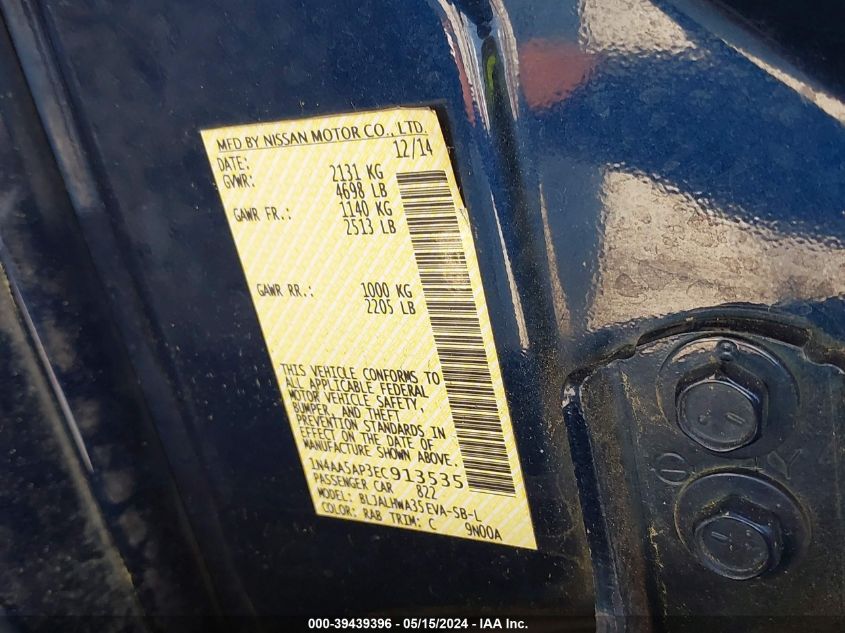 MFD BY NISSAN MOTOR CO., LTD.
DATE: 12/14
GVWR: 2131 KG
4698 LB
GAWR FR.: 1140 KG
2513 LB
GAWR RR.: 1000 KG
2205 LB
THIS VEHICLE CONFORMS TO
ALL APPLICABLE FEDERAL
MOTOR VEHICLE SAFETY,
BUMPER, AND THEFT
PREVENTION STANDARDS IN
EFFECT ON THE DATE OF
MANUFACTURE SHOWN ABOVE.
1N4AA5AP3EC913535
PASSENGER CAR 822
MODEL: BLJALHWA35EVA-SB-L
COLOR: RAB TRIM: C 9N00A
000-39439396 - 05/15/2024 - IAA Inc.